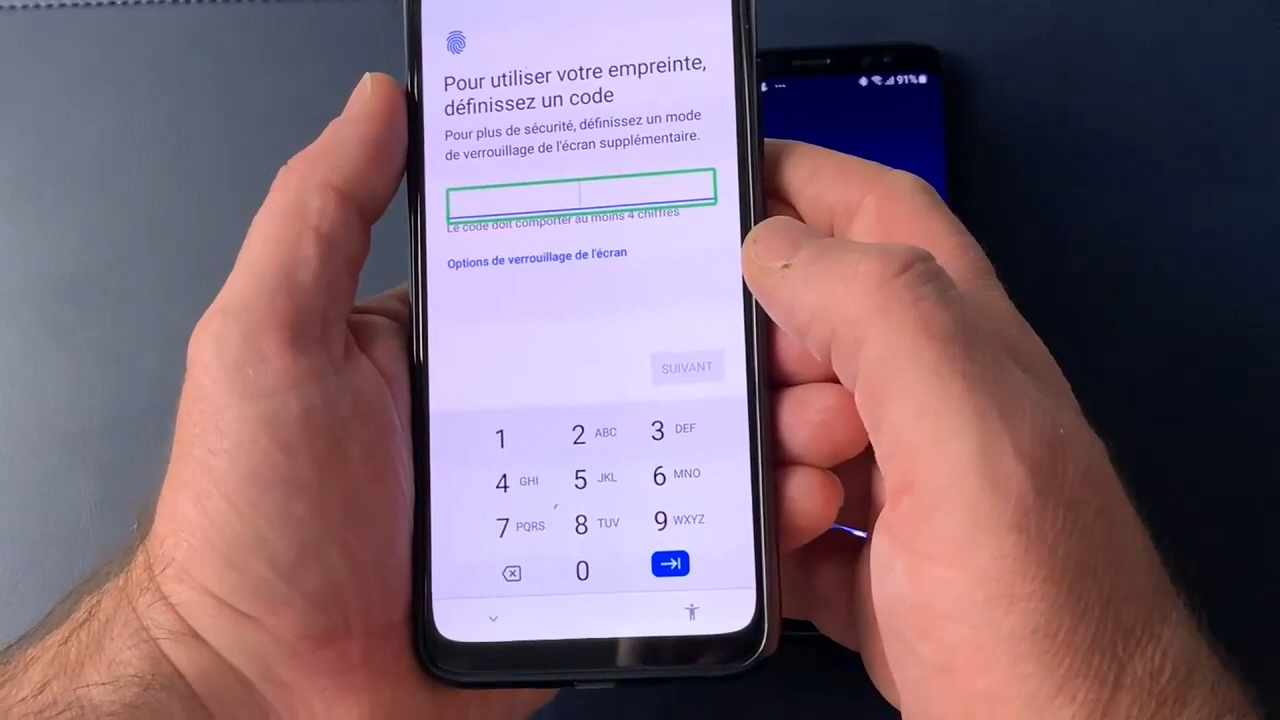 91%
Pour utiliser votre empreinte,
définissez un code
Pour plus de sécurité, définissez un mode
de verrouillage de l'écran supplémentaire.
Le code doit comporter au moins 4 chiffres
Options de verrouillage de l'écran
SUIVANT
1 2 ABC 3 DEF
4 GHI 5 JKL 6 MNO
7 PQRS 8 TUV 9 WXYZ
0